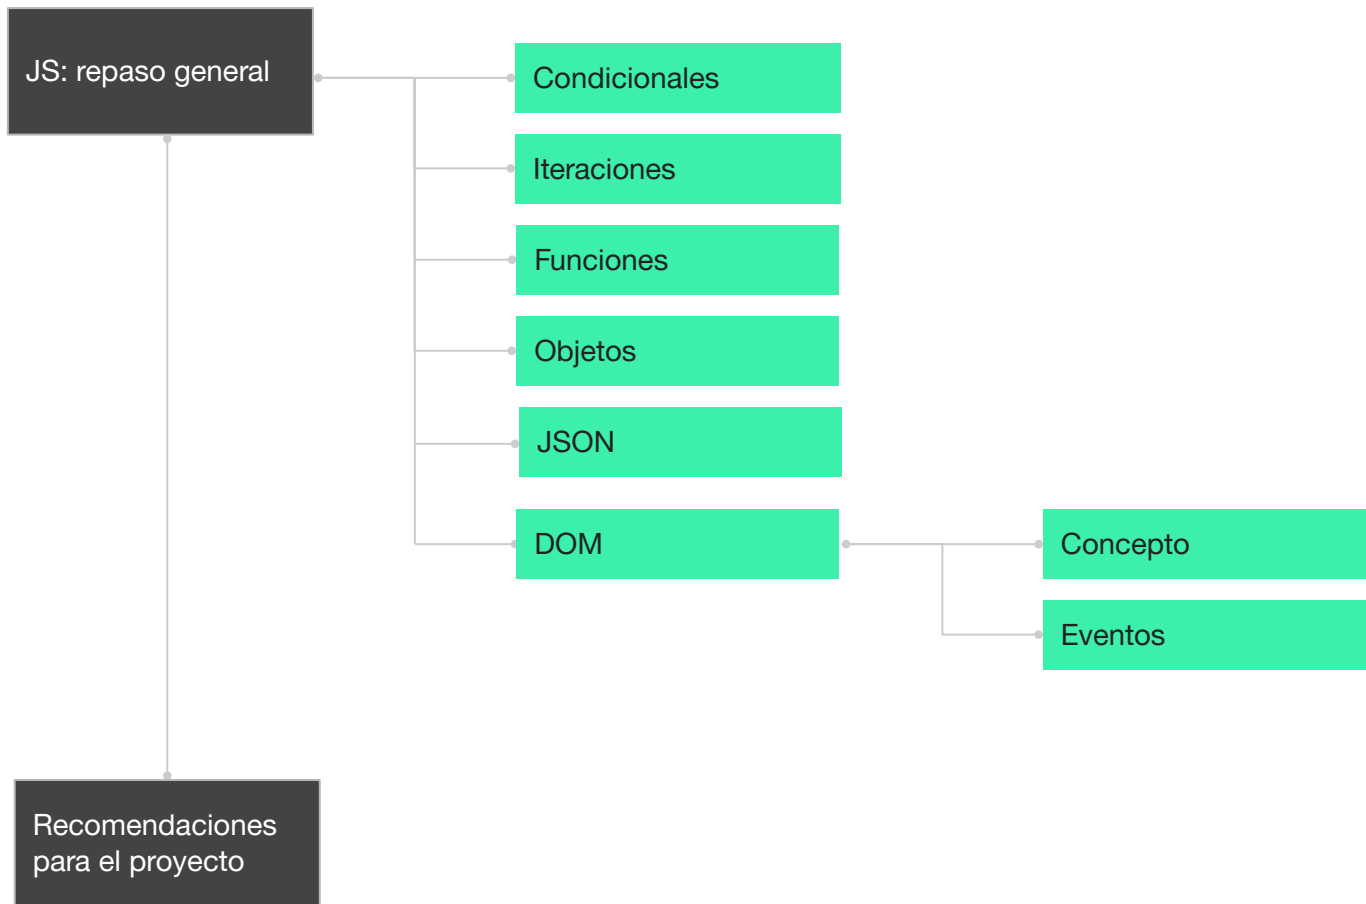 JS: repaso general
Condicionales
Iteraciones
Funciones
Objetos
JSON
DOM
Concepto
Eventos
Recomendaciones
para el proyecto